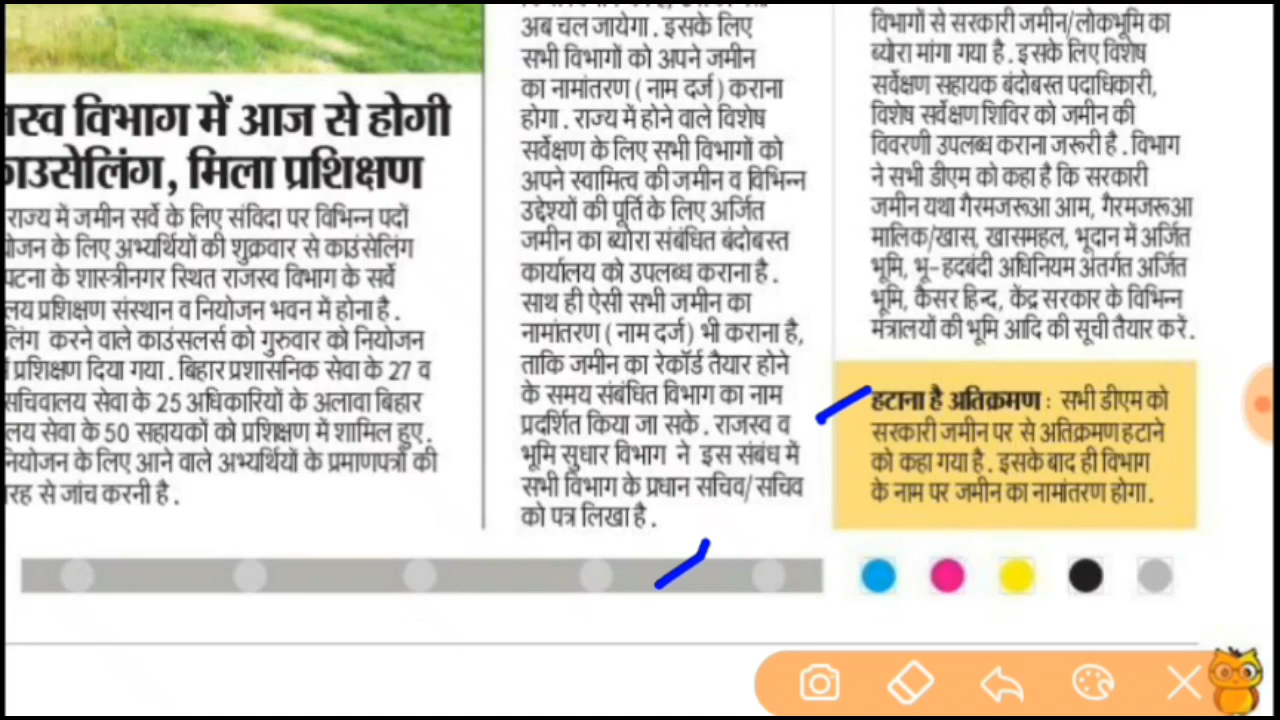 स्व विभाग में आज से होगी
काउंसेलिंग, मिला प्रशिक्षण
राज्य में जमीन सर्वे के लिए संविदा पर विभिन्न पदों
के लिए अभ्यर्थियों की शुक्रवार से काउंसेलिंग
पटना के शास्त्रीनगर स्थित राजस्व विभाग के सर्वे
प्रशिक्षण संस्थान व नियोजन भवन में होना है.
करने वाले काउंसलर्स को गुरुवार को नियोजन
प्रशिक्षण दिया गया. बिहार प्रशासनिक सेवा के 27 व
सचिवालय सेवा के 25 अधिकारियों के अलावा बिहार
सेवा के 50 सहायकों को प्रशिक्षण में शामिल हुए.
नियोजन के लिए आने वाले अभ्यर्थियों के प्रमाणपत्रों की
से जांच करनी है.
अब चल जायेगा. इसके लिए
सभी विभागों को अपने जमीन
का नामांतरण (नाम दर्ज) कराना
होगा. राज्य में होने वाले विशेष
सर्वेक्षण के लिए सभी विभागों को
अपने स्वामित्व की जमीन व विभिन्न
उद्देश्यों की पूर्ति के लिए अर्जित
जमीन का ब्योरा संबंधित बंदोबस्त
कार्यालय को उपलब्ध कराना है.
साथ ही ऐसी सभी जमीन का
नामांतरण (नाम दर्ज) भी कराना है,
ताकि जमीन का रेकॉर्ड तैयार होने
के समय संबंधित विभाग का नाम
प्रदर्शित किया जा सके. राजस्व व
भूमि सुधार विभाग ने इस संबंध में
सभी विभाग के प्रधान सचिव/सचिव
को पत्र लिखा है.
विभागों से सरकारी जमीन/लोकभूमि का
ब्योरा मांगा गया है. इसके लिए विशेष
सर्वेक्षण सहायक बंदोबस्त पदाधिकारी,
विशेष सर्वेक्षण शिविर को जमीन की
विवरणी उपलब्ध कराना जरूरी है. विभाग
ने सभी डीएम को कहा है कि सरकारी
जमीन यथा गैरमजरूआ आम, गैरमजरूआ
मालिक/खास, खासमहल, भूदान में अर्जित
भूमि, भू-हदबंदी अधिनियम अंतर्गत अर्जित
भूमि, कैसर हिन्द, केंद्र सरकार के विभिन्न
मंत्रालयों की भूमि आदि की सूची तैयार करें.
हटाना है अतिक्रमण : सभी डीएम को
सरकारी जमीन पर से अतिक्रमण हटाने
को कहा गया है. इसके बाद ही विभाग
के नाम पर जमीन का नामांतरण होगा.